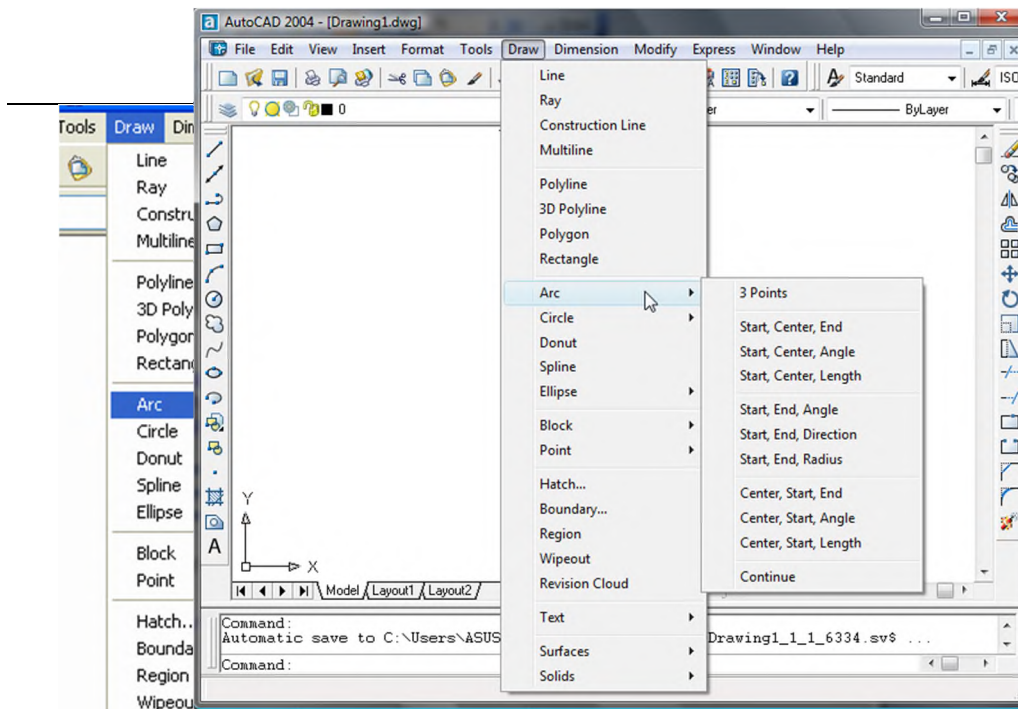 AutoCAD 2004 - [Drawing1.dwg]
File Edit View Insert Format Tools Draw Dimension Modify Express Window Help
Standard
ISO
0
ByLayer
Line
Ray
Construction Line
Multiline
Polyline
3D Polyline
Polygon
Rectangle
Arc
Circle
Donut
Spline
Ellipse
Block
Point
Hatch...
Boundary...
Region
Wipeout
Revision Cloud
Text
Surfaces
Solids
3 Points
Start, Center, End
Start, Center, Angle
Start, Center, Length
Start, End, Angle
Start, End, Direction
Start, End, Radius
Center, Start, End
Center, Start, Angle
Center, Start, Length
Continue
A
Y
X
Model Layout1 Layout2
Command:
Automatic save to C:\Users\ASUS Drawing1_1_1_6334.sv$ ...
Command:
Tools Draw Din
Line
Ray
Constru
Multiline
Polyline
3D Poly
Polygon
Rectang
Arc
Circle
Donut
Spline
Ellipse
Block
Point
Hatch..
Bounda
Region
Wipeou